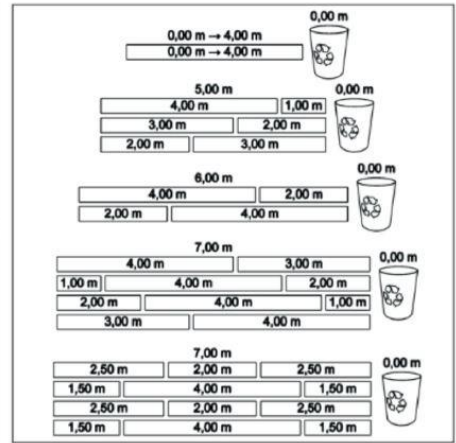 0,00 m
0,00 m → 4,00 m
0,00 m → 4,00 m
5,00 m 0,00 m
4,00 m 1,00 m
3,00 m 2,00 m
2,00 m 3,00 m
0,00 m
6,00 m
4,00 m 2,00 m
2,00 m 4,00 m
7,00 m
0,00 m
4,00 m 3,00 m
1,00 m 4,00 m 2,00 m
2,00 m 4,00 m 1,00 m
3,00 m 4,00 m
7,00 m
0,00 m
2,50 m 2,00 m 2,50 m
1,50 m 4,00 m 1,50 m
2,50 m 2,00 m 2,50 m
1,50 m 4,00 m 1,50 m